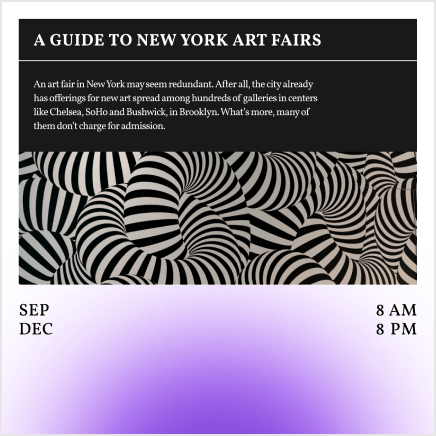 A GUIDE TO NEW YORK ART FAIRS
An art fair in New York may seem redundant. After all, the city already
has offerings for new art spread among hundreds of galleries in centers
like Chelsea, SoHo and Bushwick, in Brooklyn. What's more, many of
them don't charge for admission.
SEP 8 AM
DEC 8 PM